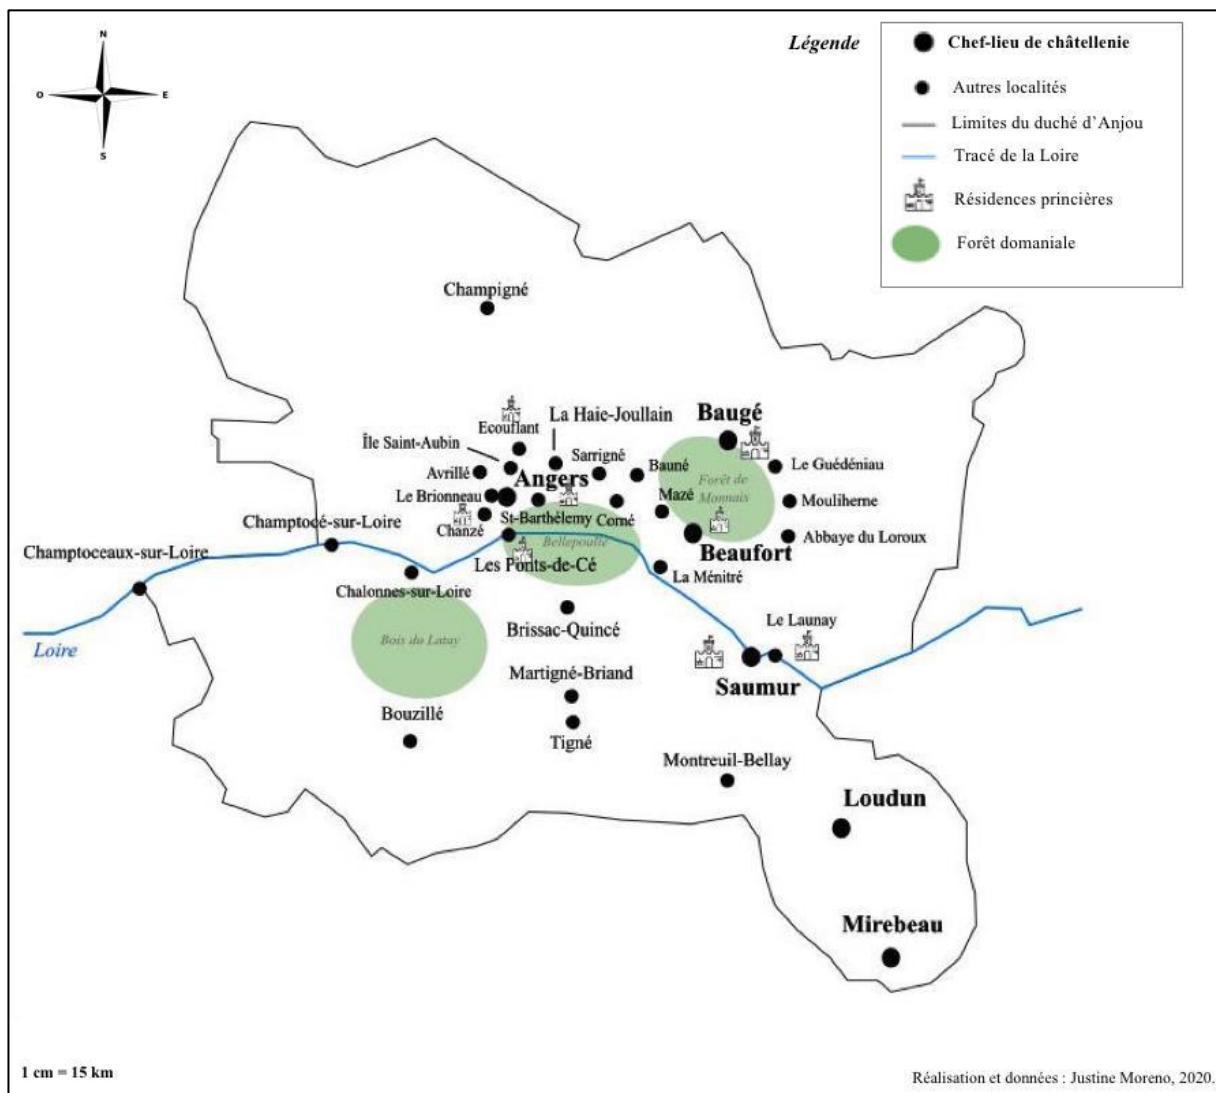 N
O
E
S
Légende
Chef-lieu de châtellenie
Autres localités
Limites du duché d'Anjou
Tracé de la Loire
Résidences princières
Forêt domaniale
Champigné
Baugé
La Haie-Joullain
Ecouflant
Île Saint-Aubin
Sarrigné
Bauné
Le Guédéniau
Avrillé
Angers
Forêt de
Monnais
Le Brionneau
Mazé
Mouliherne
Chanzé
St-Barthélemy
Corné
Champtocé-sur-Loire
Bellepoulle
Beaufort
Abbaye du Loroux
Champtoceaux-sur-Loire
Les Ponts-de-Cé
La Ménitré
Chalonnes-sur-Loire
Brissac-Quincé
Le Launay
Loire
Bois du Latay
Martigné-Briand
Saumur
Bouzillé
Tigné
Montreuil-Bellay
Loudun
Mirebeau
1 cm = 15 km
Réalisation et données : Justine Moreno, 2020.